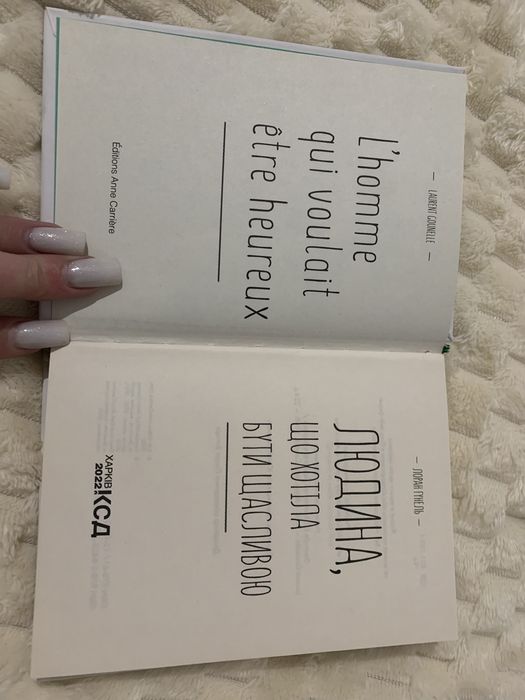 — LAURENT GOUNELLE —
L'homme
qui voulait
être heureux
Éditions Anne Carrière
— ЛОРАН ГУНЕЛЬ —
ЛЮДИНА,
ЩО ХОТІЛА
БУТИ ЩАСЛИВОЮ
ХАРКІВ
2022
КСД